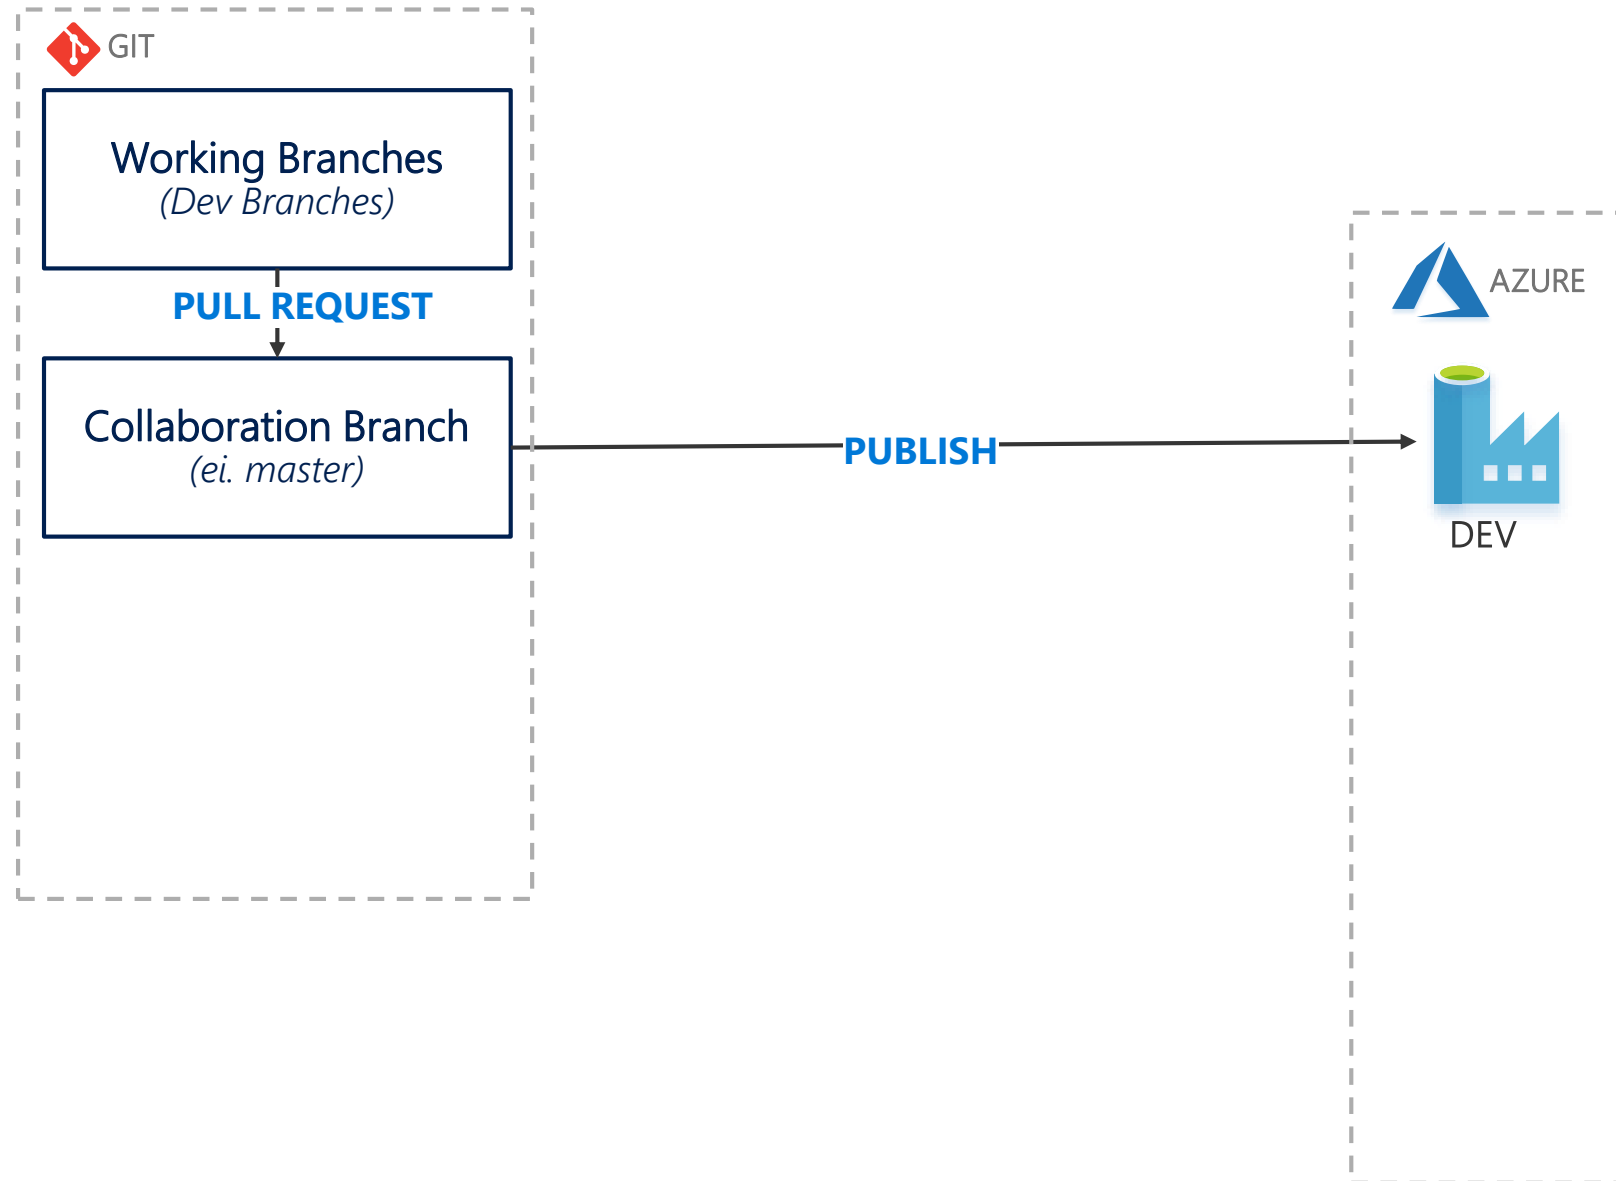 GIT
Working Branches
(Dev Branches)
PULL REQUEST
Collaboration Branch
(ei. master)
PUBLISH
AZURE
DEV